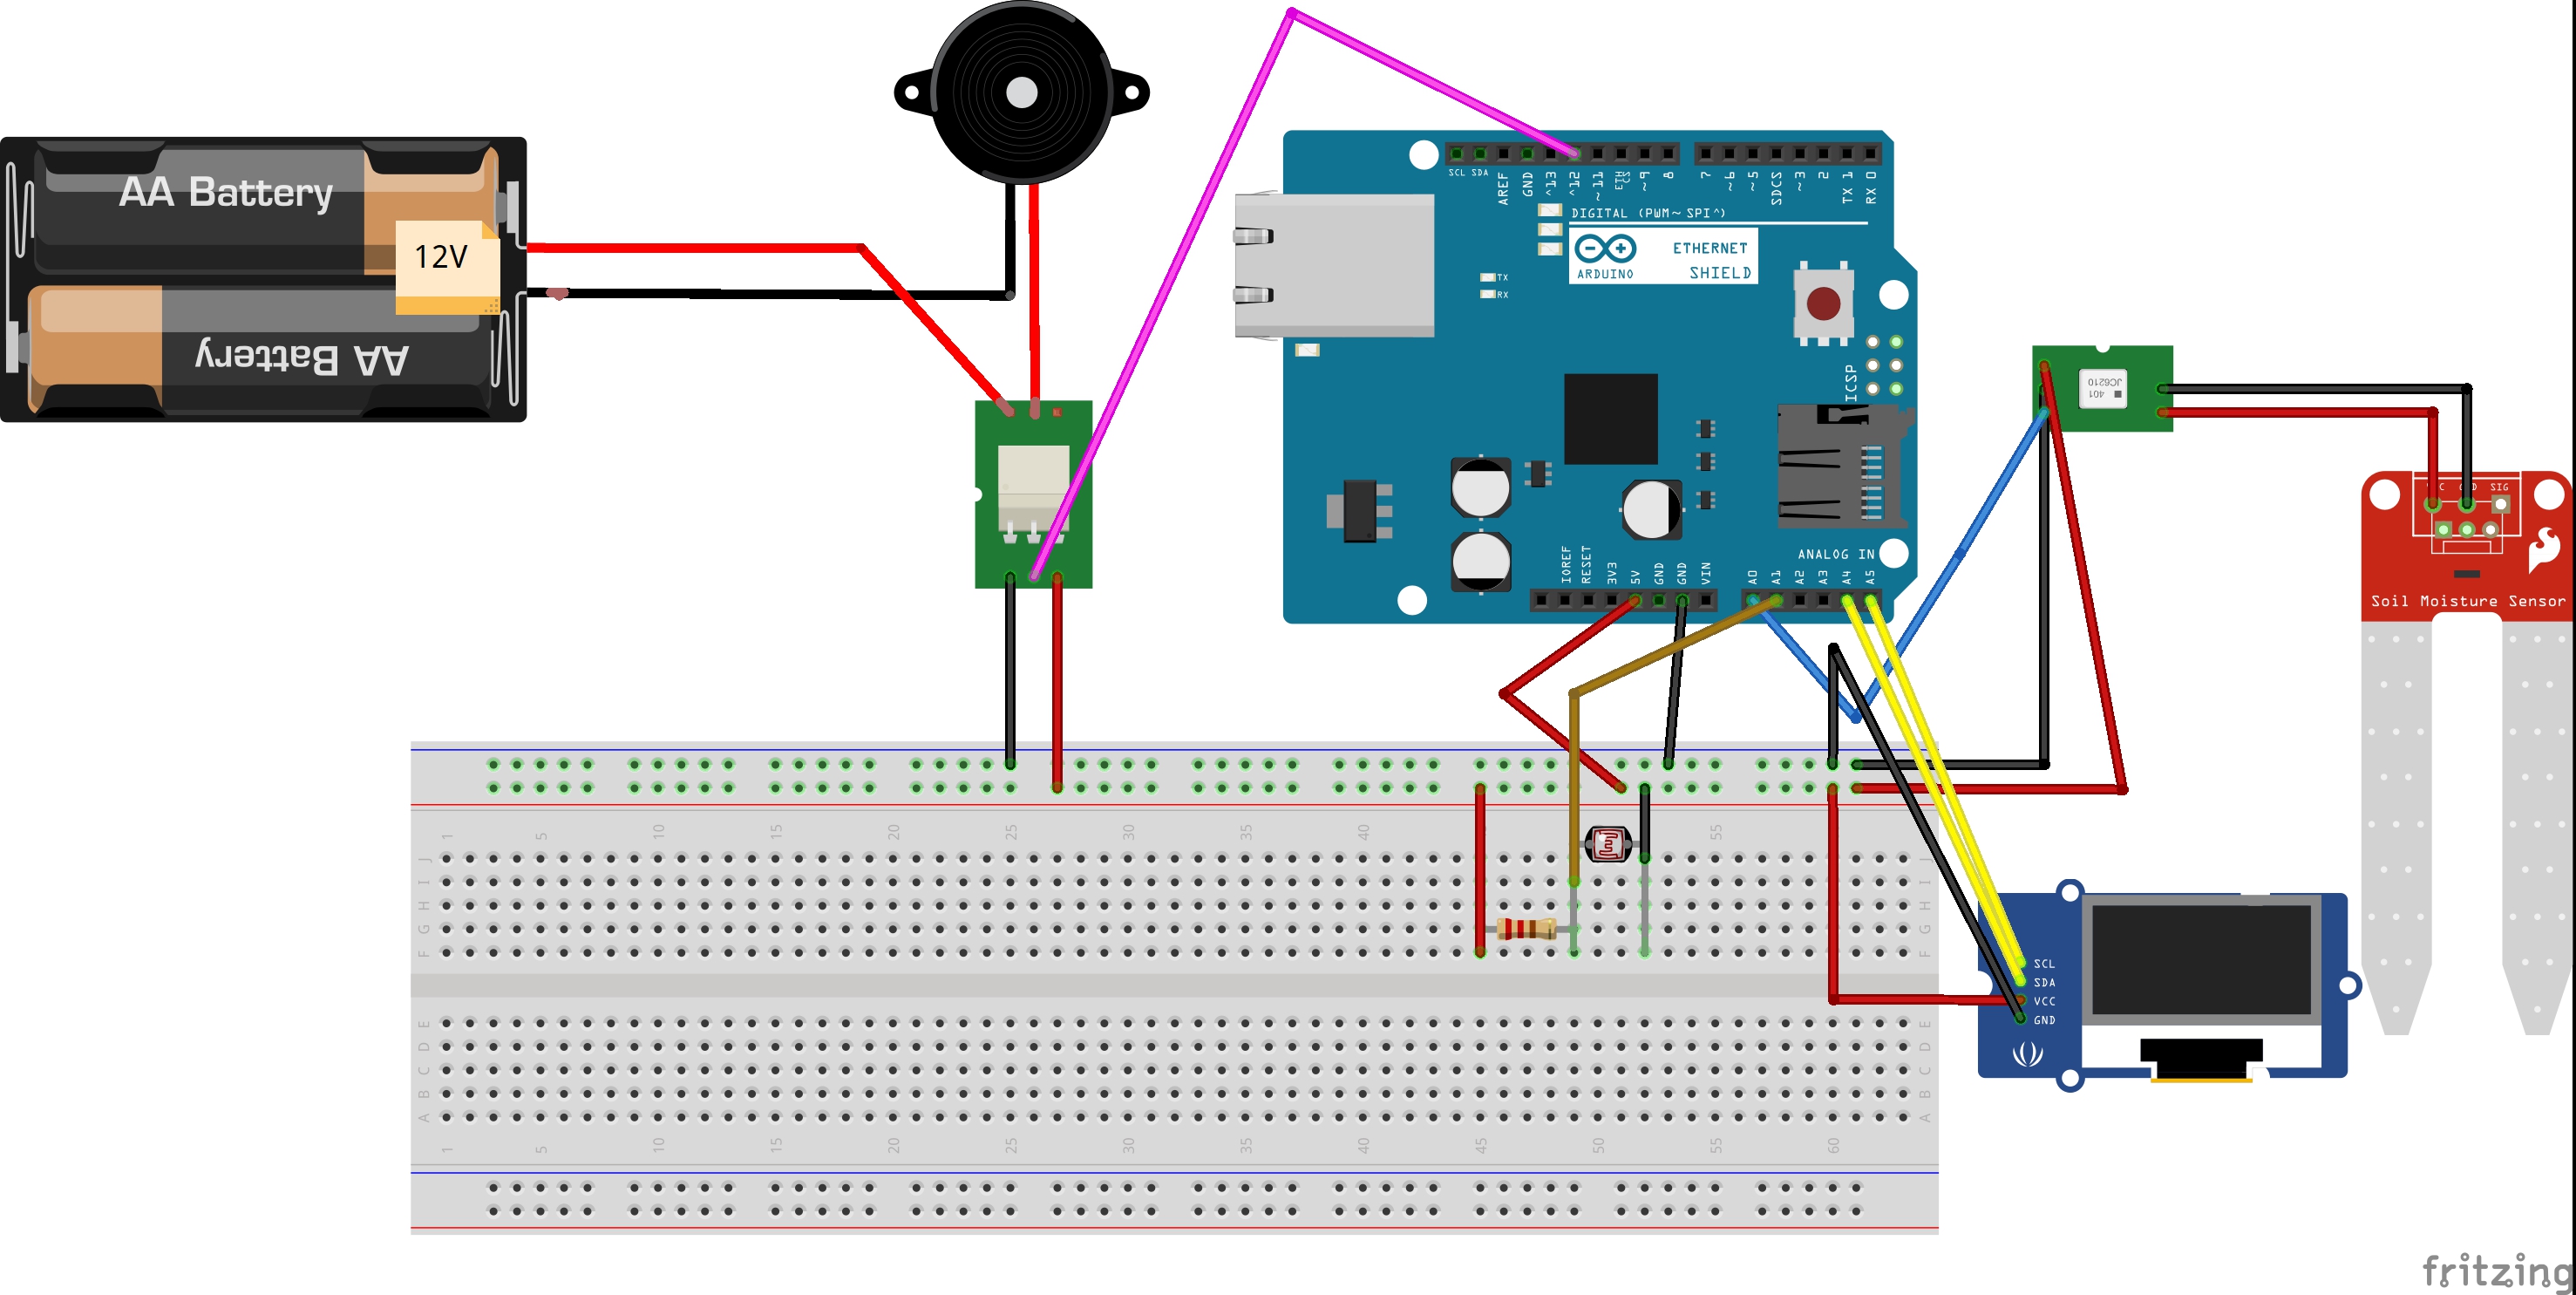 AA Battery
12V
AA Battery
SCL SDA AREF GND ^13 ^12 ~11 ETH CS ~9 8 7 ~6 ~5 SDCS ~3 2 TX 1 RX 0
DIGITAL (PWM~ SPI^)
ETHERNET
SHIELD
ARDUINO
TX
RX
ICSP
ANALOG IN
IOREF RESET 3V3 5V GND GND VIN A0 A1 A2 A3 A4 A5
JC6210
401
SIG
Soil Moisture Sensor
1 5 10 15 20 25 30 35 40 55
J
I
H
G
F
I
H
G
F
SCL
SDA
VCC
GND
E
D
C
B
A
E
D
C
B
A
1 5 10 15 20 25 30 35 40 45 50 55 60
fritzing